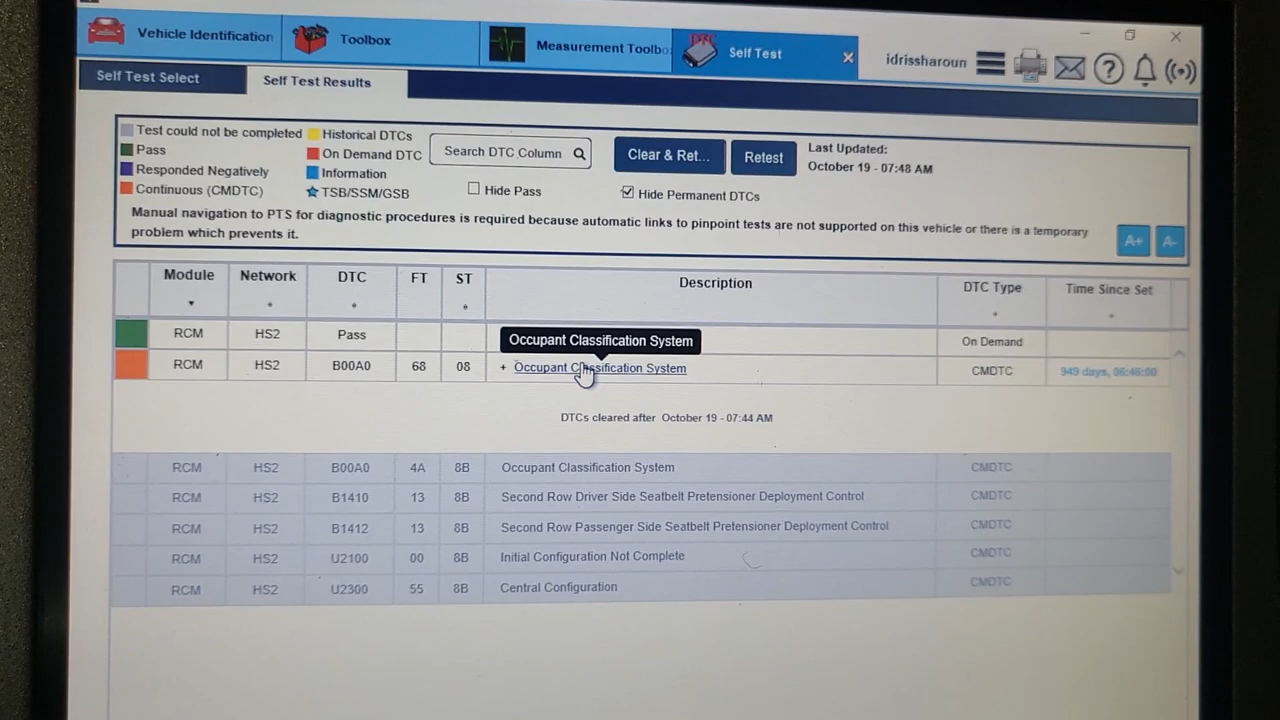 Vehicle Identification
Toolbox
Measurement Toolbo
DTC
Self Test
idrissharoun
Self Test Select
Self Test Results
Test could not be completed
Historical DTCs
Pass
On Demand DTC
Responded Negatively
Information
Continuous (CMDTC)
TSB/SSM/GSB
Search DTC Column
Clear & Ret...
Retest
Last Updated:
October 19 - 07:48 AM
Hide Pass
Hide Permanent DTCs
Manual navigation to PTS for diagnostic procedures is required because automatic links to pinpoint tests are not supported on this vehicle or there is a temporary
problem which prevents it.
A+ A-
Module Network DTC FT ST Description DTC Type Time Since Set
RCM HS2 Pass On Demand
Occupant Classification System
RCM HS2 B00A0 68 08 + Occupant Classification System CMDTC 949 days, 06:46:00
DTCs cleared after October 19 - 07:44 AM
RCM HS2 B00A0 4A 8B Occupant Classification System CMDTC
RCM HS2 B1410 13 8B Second Row Driver Side Seatbelt Pretensioner Deployment Control CMDTC
RCM HS2 B1412 13 8B Second Row Passenger Side Seatbelt Pretensioner Deployment Control CMDTC
RCM HS2 U2100 00 8B Initial Configuration Not Complete CMDTC
RCM HS2 U2300 55 8B Central Configuration CMDTC